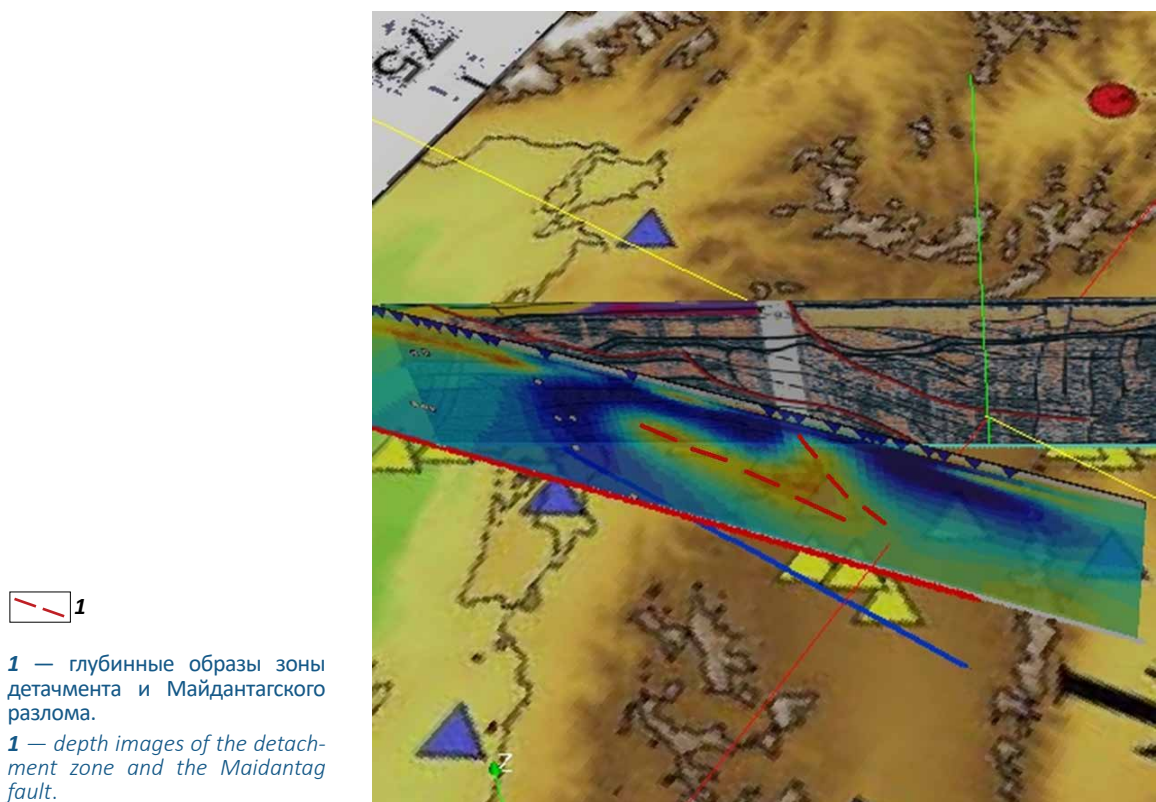 75
1
1 — глубинные образы зоны
детачмента и Майдантагского
разлома.
1 — depth images of the detach-
ment zone and the Maidantag
fault.
Z